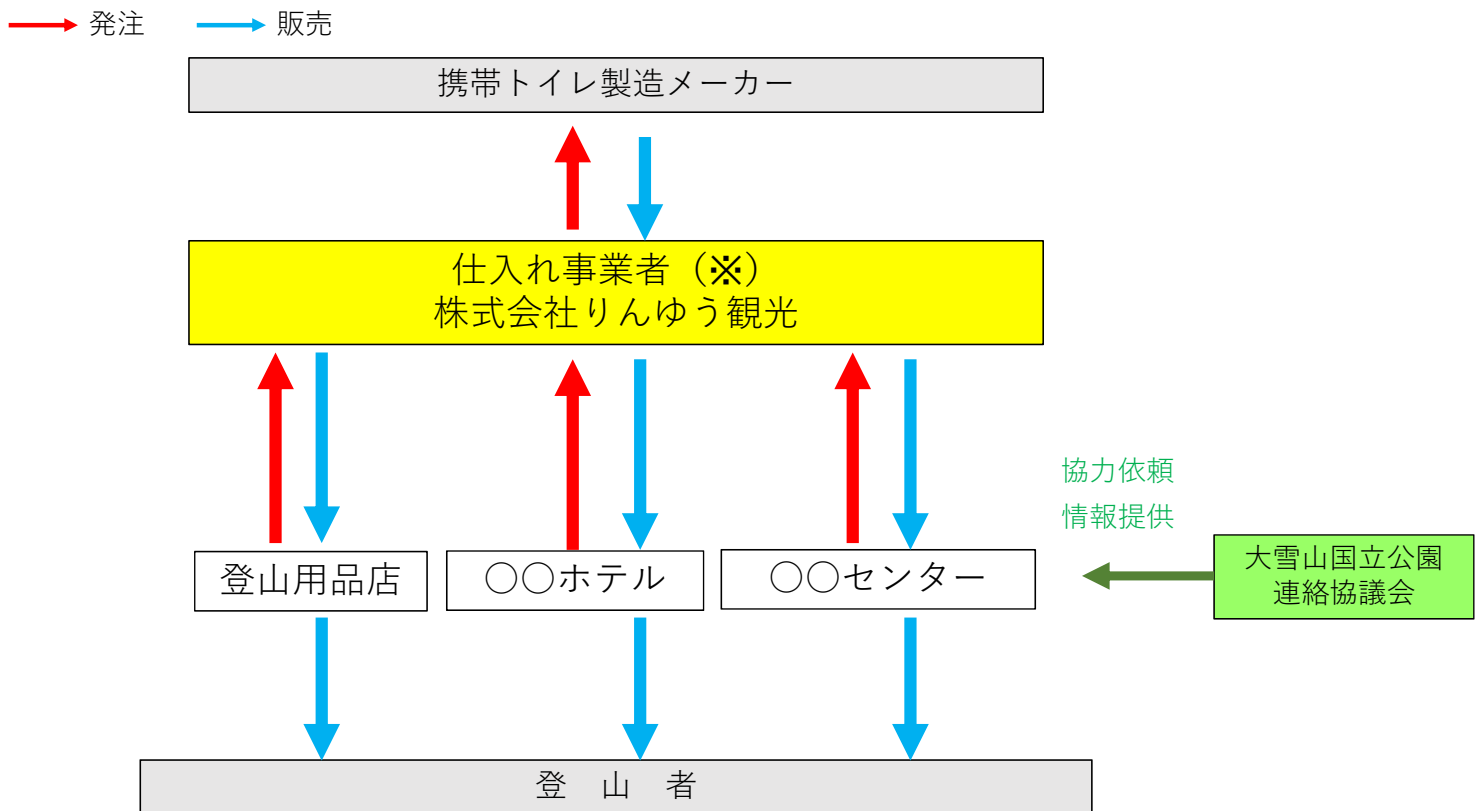 発注 販売
携帯トイレ製造メーカー
仕入れ事業者（※）
株式会社りんゆう観光
協力依頼
情報提供
登山用品店 ○○ホテル ○○センター
大雪山国立公園
連絡協議会
登 山 者